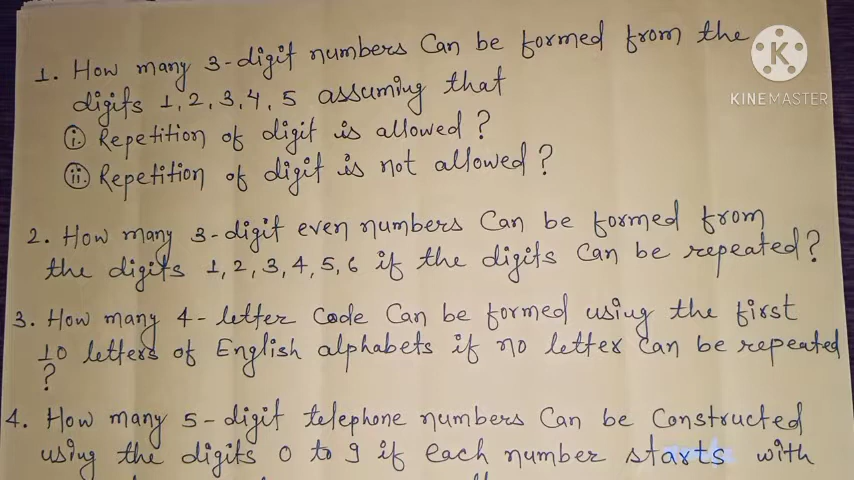 1. How many 3-digit numbers Can be formed from the
digits 1, 2, 3, 4, 5 assuming that
(i.) Repetition of digit is allowed?
(ii.) Repetition of digit is not allowed?
2. How many 3-digit even numbers Can be formed from
the digits 1, 2, 3, 4, 5, 6 if the digits Can be repeated?
3. How many 4-letter Code Can be formed using the first
10 letters of English alphabets if no letter Can be repeated
?
4. How many 5-digit telephone numbers Can be Constructed
using the digits 0 to 9 if each number starts with
K
KINEMASTER